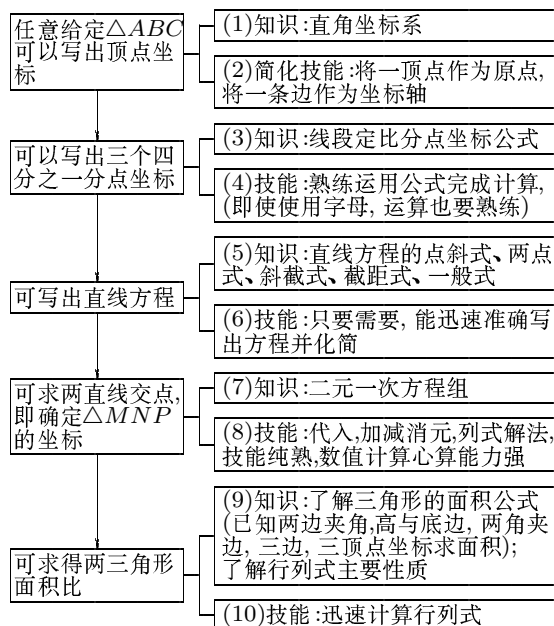 任意给定△ABC
可以写出顶点坐
标
(1)知识:直角坐标系
(2)简化技能:将一顶点作为原点,
将一条边作为坐标轴
可以写出三个四
分之一分点坐标
(3)知识:线段定比分点坐标公式
(4)技能:熟练运用公式完成计算,
(即使使用字母, 运算也要熟练)
可写出直线方程
(5)知识:直线方程的点斜式、两点
式、斜截式、截距式、一般式
(6)技能:只要需要, 能迅速准确写
出方程并化简
可求两直线交点,
即确定△MNP
的坐标
(7)知识:二元一次方程组
(8)技能:代入,加减消元,列式解法,
技能纯熟,数值计算心算能力强
可求得两三角形
面积比
(9)知识:了解三角形的面积公式
(已知两边夹角,高与底边, 两角夹
边, 三边, 三顶点坐标求面积);
了解行列式主要性质
(10)技能:迅速计算行列式